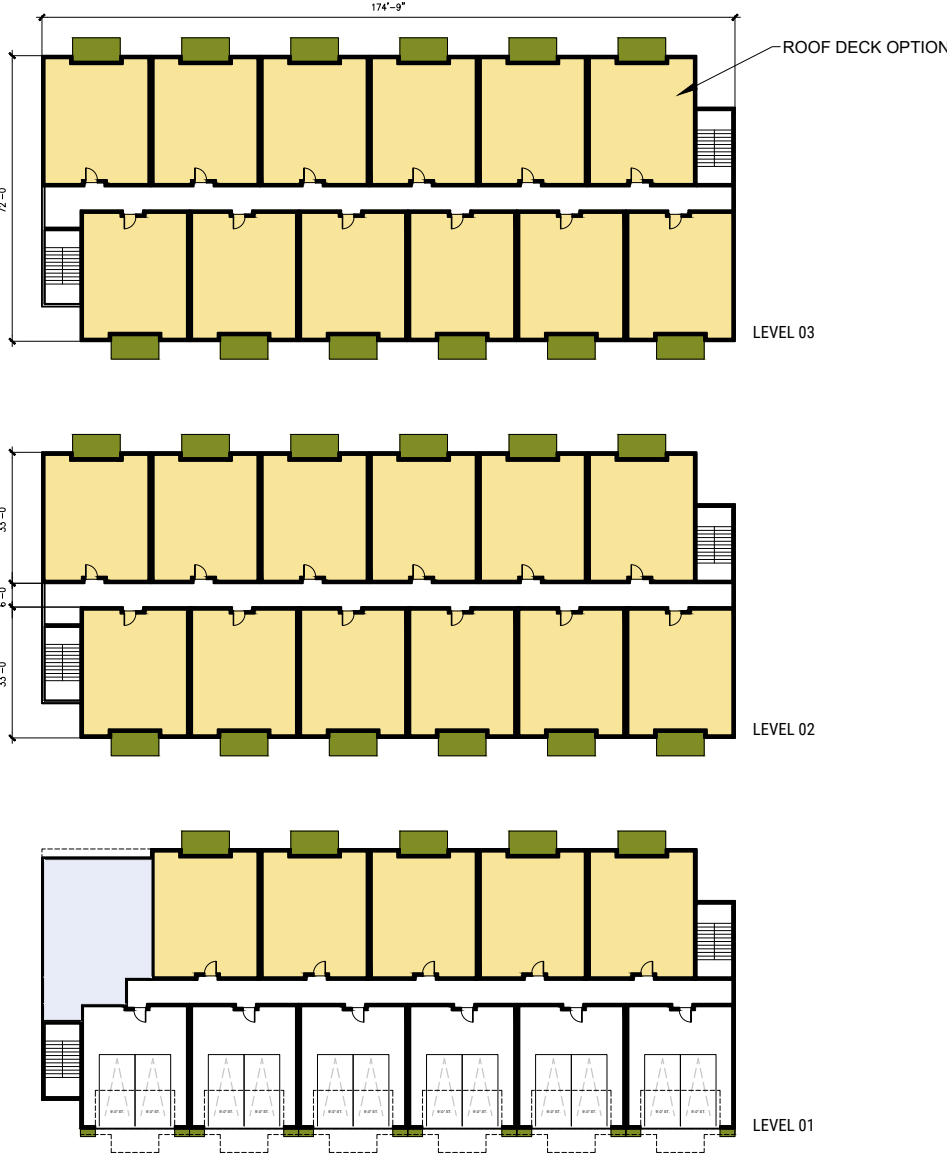 174'-9"
ROOF DECK OPTION
72'-0
LEVEL 03
33'-0
6'-0
33'-0
LEVEL 02
LEVEL 01